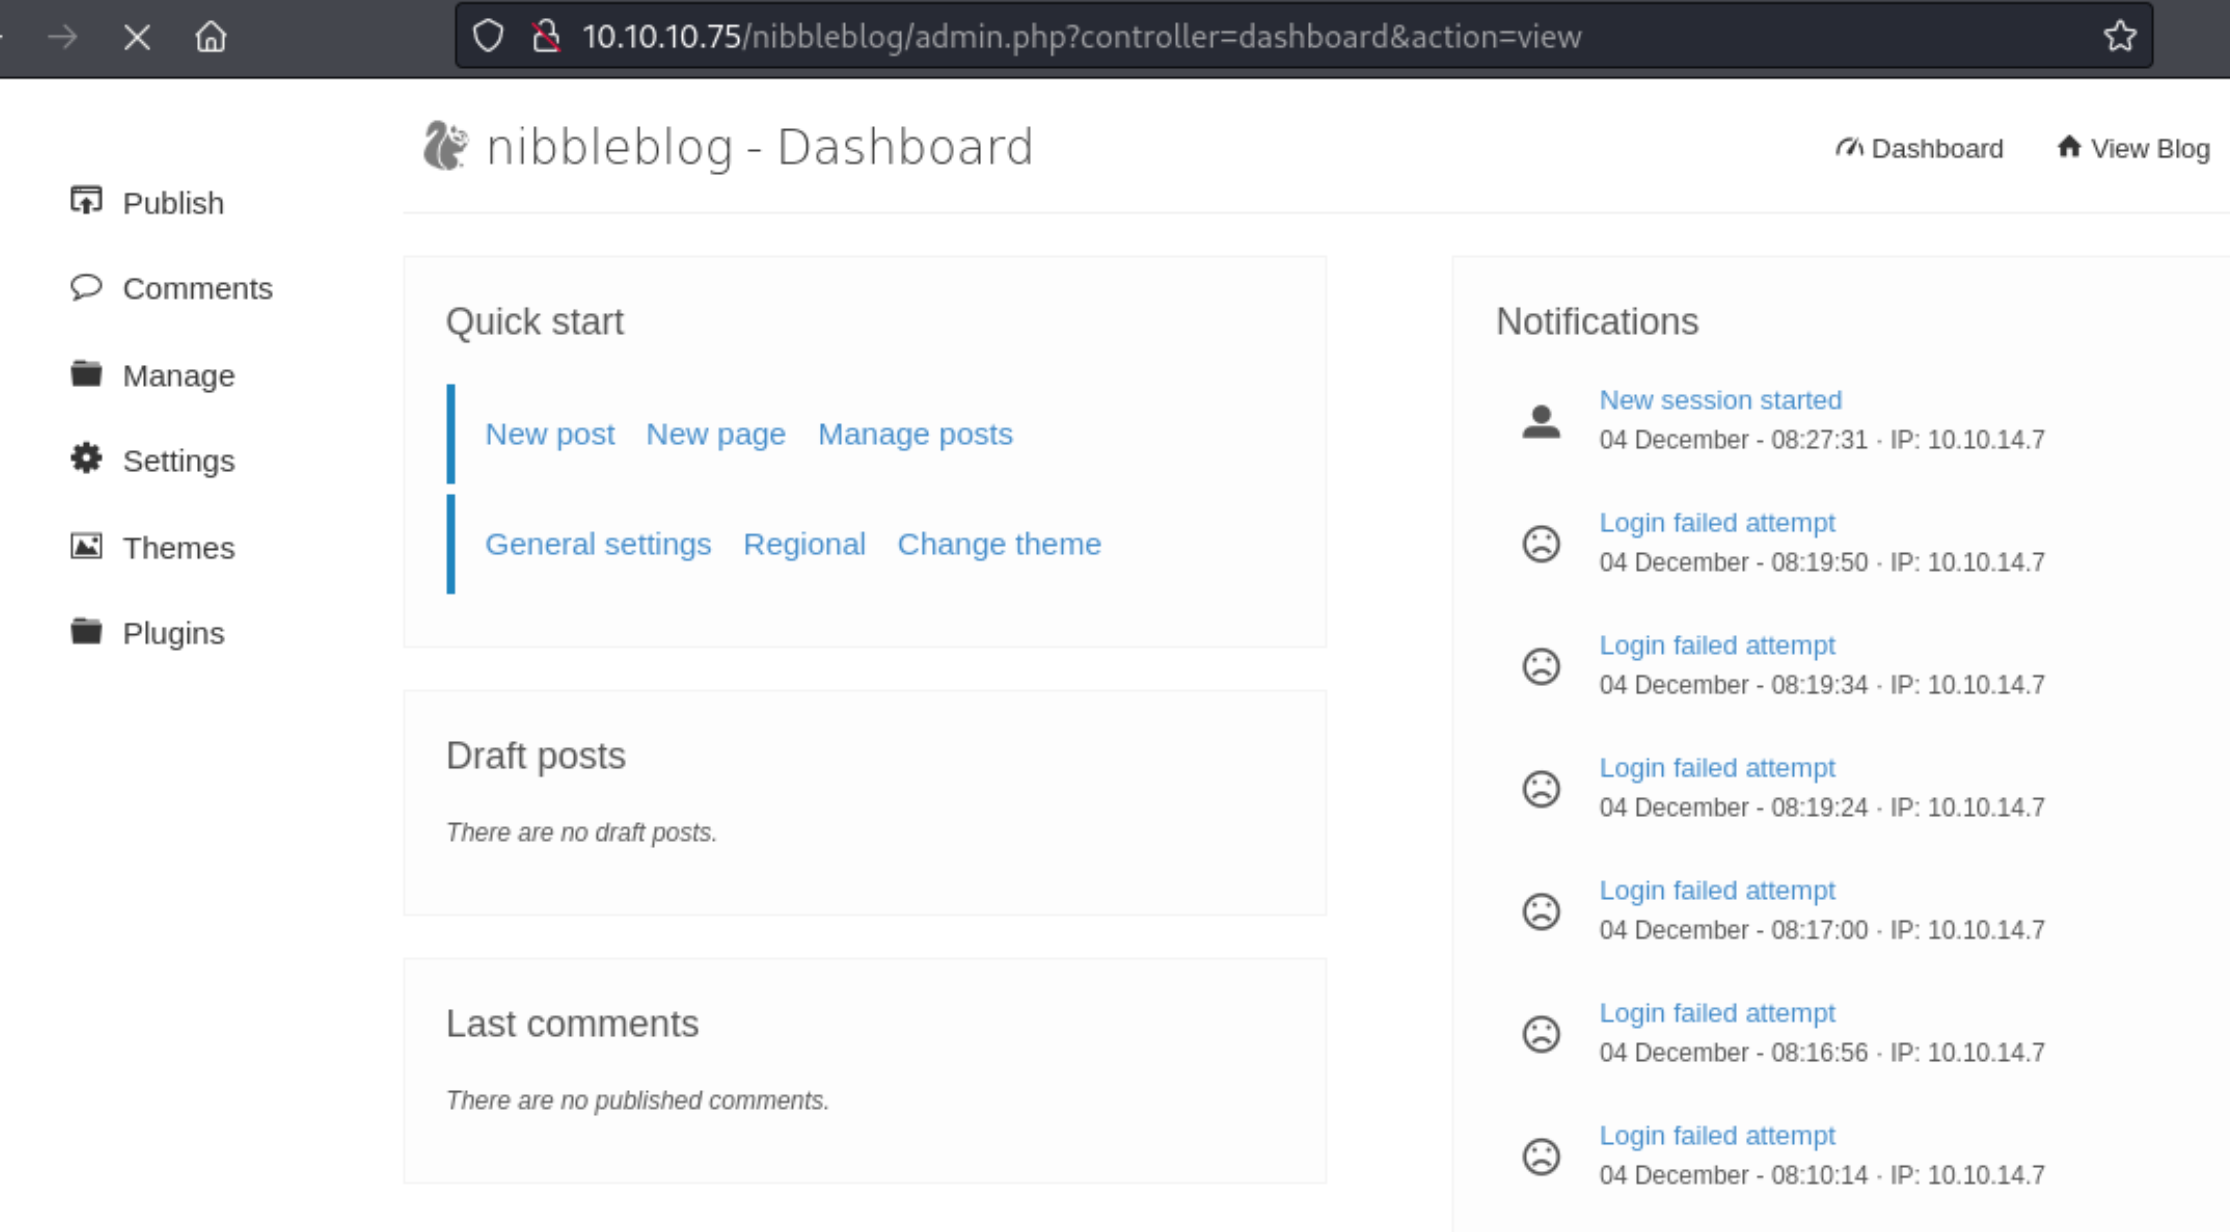 10.10.10.75/nibbleblog/admin.php?controller=dashboard&action=view
nibbleblog - Dashboard
Dashboard
View Blog
Publish
Comments
Manage
Settings
Themes
Plugins
Quick start
New post New page Manage posts
General settings Regional Change theme
Draft posts
There are no draft posts.
Last comments
There are no published comments.
Notifications
New session started
04 December - 08:27:31 · IP: 10.10.14.7
Login failed attempt
04 December - 08:19:50 · IP: 10.10.14.7
Login failed attempt
04 December - 08:19:34 · IP: 10.10.14.7
Login failed attempt
04 December - 08:19:24 · IP: 10.10.14.7
Login failed attempt
04 December - 08:17:00 · IP: 10.10.14.7
Login failed attempt
04 December - 08:16:56 · IP: 10.10.14.7
Login failed attempt
04 December - 08:10:14 · IP: 10.10.14.7